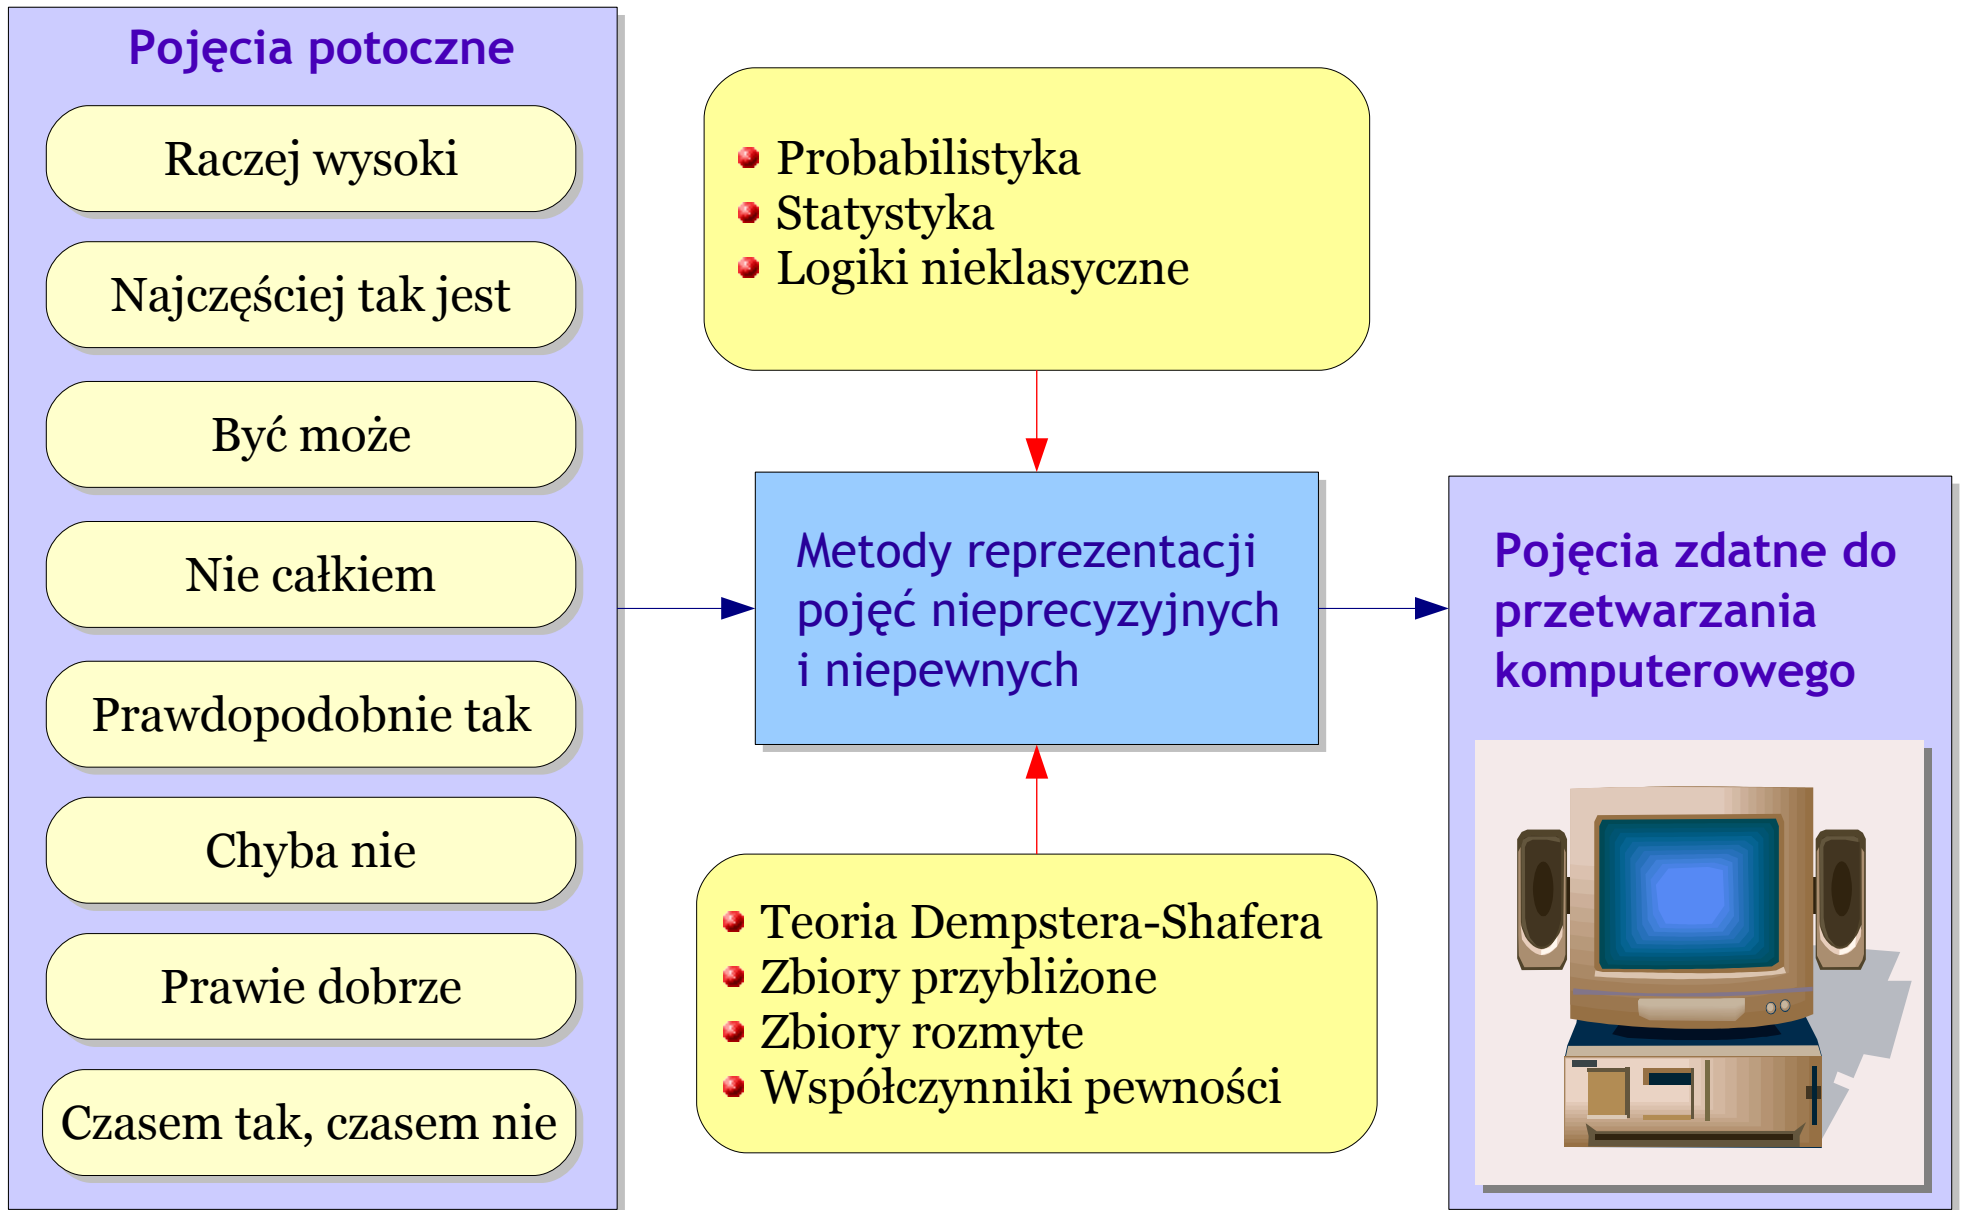 Pojęcia potoczne
Raczej wysoki
Najczęściej tak jest
Być może
Nie całkiem
Prawdopodobnie tak
Chyba nie
Prawie dobrze
Czasem tak, czasem nie
Probabilistyka
Statystyka
Logiki nieklasyczne
Metody reprezentacji
pojęć nieprecyzyjnych
i niepewnych
Teoria Dempstera-Shafera
Zbiory przybliżone
Zbiory rozmyte
Współczynniki pewności
Pojęcia zdatne do
przetwarzania
komputerowego